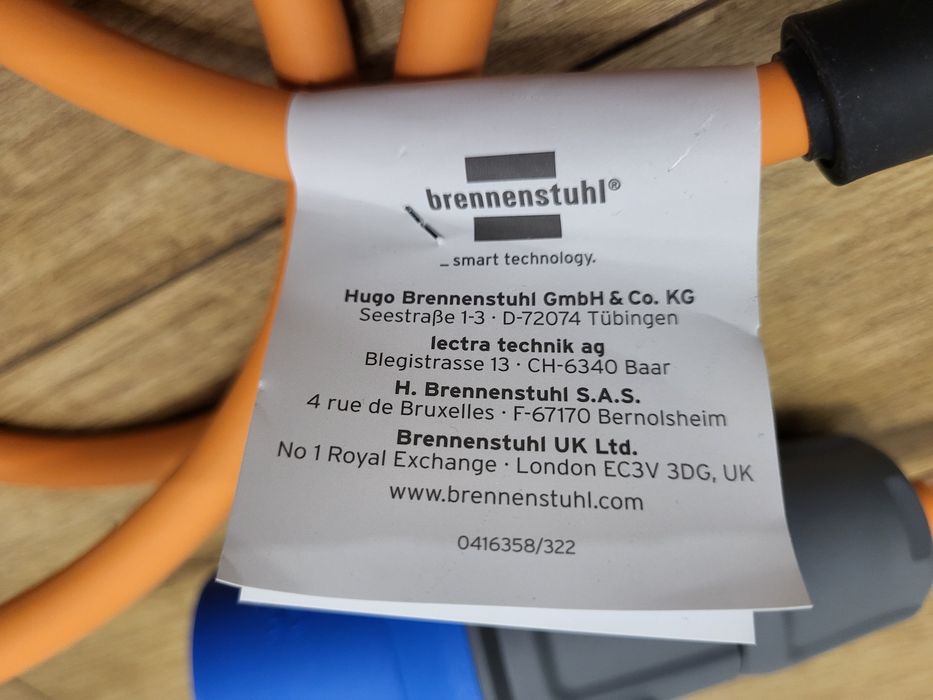 brennenstuhl®
_smart technology.
Hugo Brennenstuhl GmbH & Co. KG
Seestraße 1-3 · D-72074 Tübingen
lectra technik ag
Blegistrasse 13 · CH-6340 Baar
H. Brennenstuhl S.A.S.
4 rue de Bruxelles · F-67170 Bernolsheim
Brennenstuhl UK Ltd.
No 1 Royal Exchange · London EC3V 3DG, UK
www.brennenstuhl.com
0416358/322